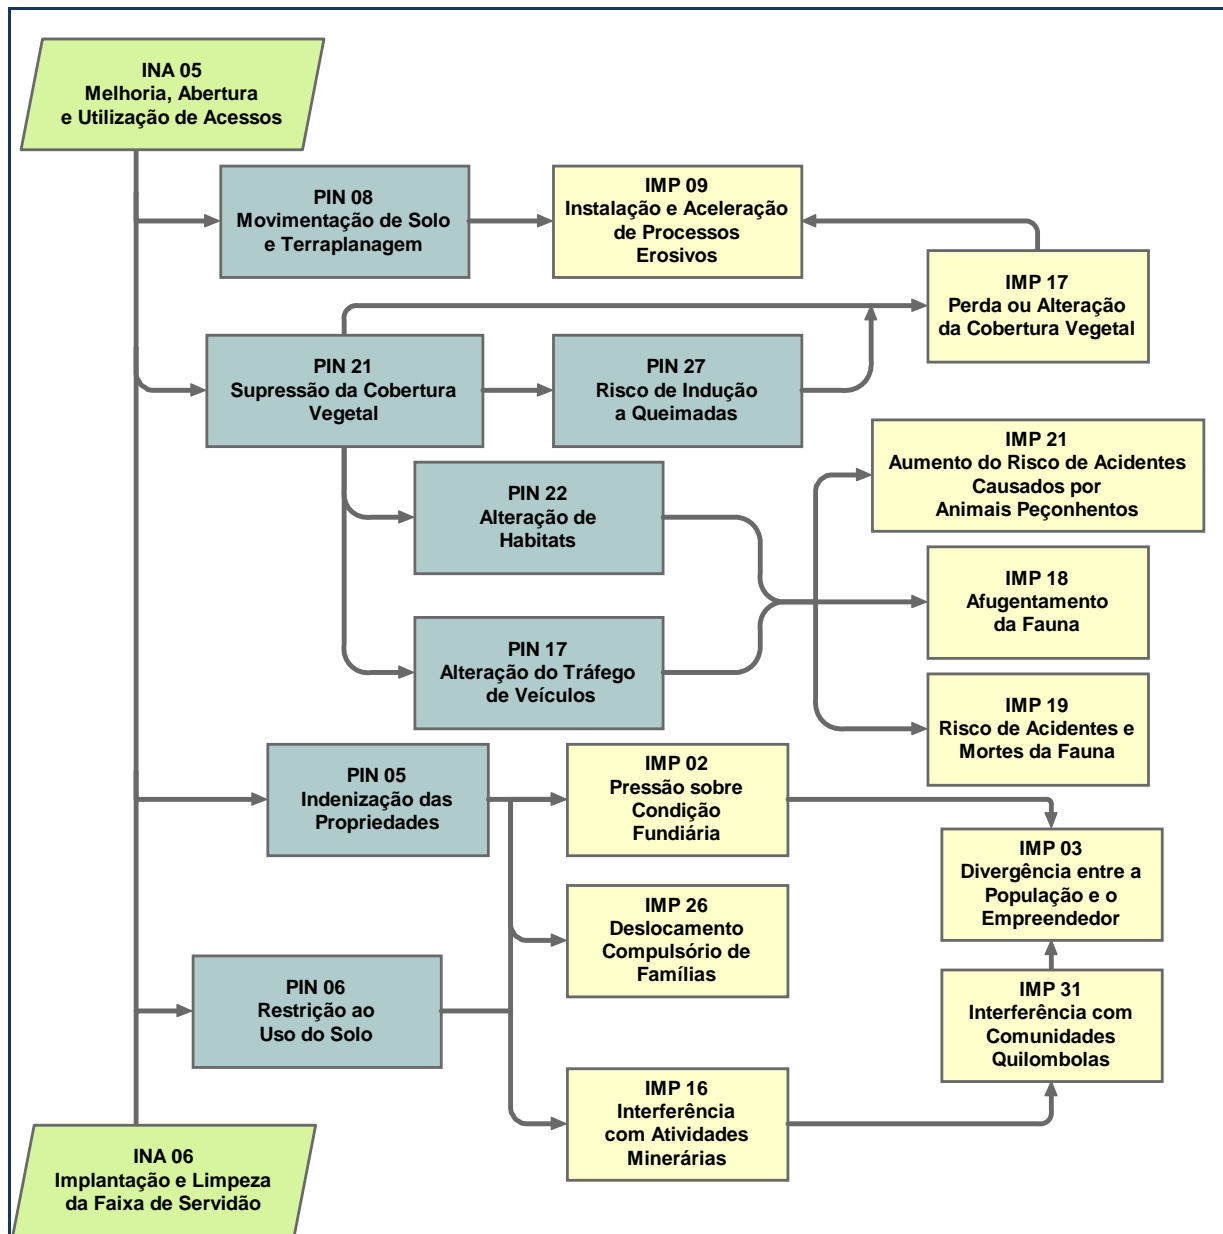 INA 05
Melhoria, Abertura
e Utilização de Acessos
PIN 08
Movimentação de Solo
e Terraplanagem
IMP 09
Instalação e Aceleração
de Processos
Erosivos
IMP 17
Perda ou Alteração
da Cobertura Vegetal
PIN 21
Supressão da Cobertura
Vegetal
PIN 27
Risco de Indução
a Queimadas
IMP 21
Aumento do Risco de Acidentes
Causados por
Animais Peçonhentos
PIN 22
Alteração de
Habitats
IMP 18
Afugentamento
da Fauna
PIN 17
Alteração do Tráfego
de Veículos
IMP 19
Risco de Acidentes e
Mortes da Fauna
PIN 05
Indenização das
Propriedades
IMP 02
Pressão sobre
Condição
Fundiária
IMP 03
Divergência entre a
População e o
Empreendedor
IMP 26
Deslocamento
Compulsório de
Famílias
PIN 06
Restrição ao
Uso do Solo
IMP 31
Interferência com
Comunidades
Quilombolas
IMP 16
Interferência
com Atividades
Minerárias
INA 06
Implantação e Limpeza
da Faixa de Servidão